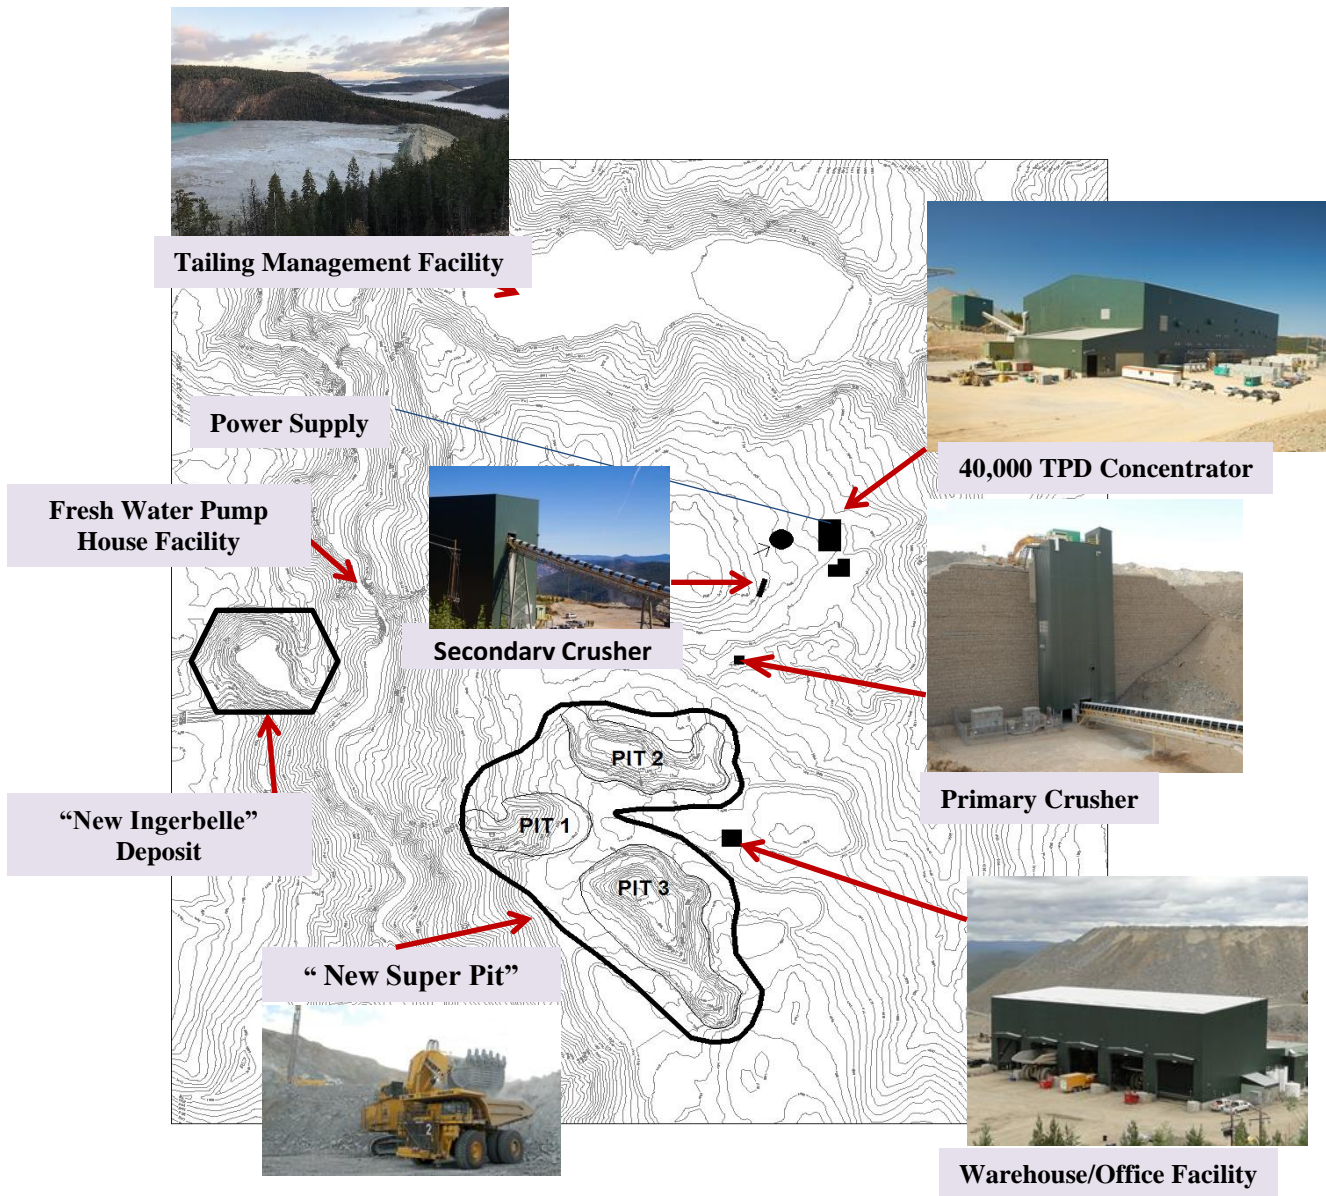 Tailing Management Facility
Power Supply
40,000 TPD Concentrator
Fresh Water Pump
House Facility
Secondary Crusher
PIT 2
Primary Crusher
“New Ingerbelle”
Deposit
PIT 1
PIT 3
“ New Super Pit”
2
Warehouse/Office Facility